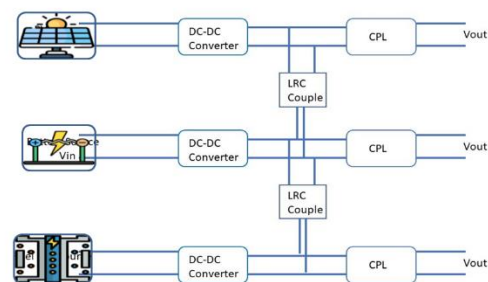 DC-DC
Converter
CPL
Vout
LRC
Couple
Vin
DC-DC
Converter
CPL
Vout
LRC
Couple
DC-DC
Converter
CPL
Vout